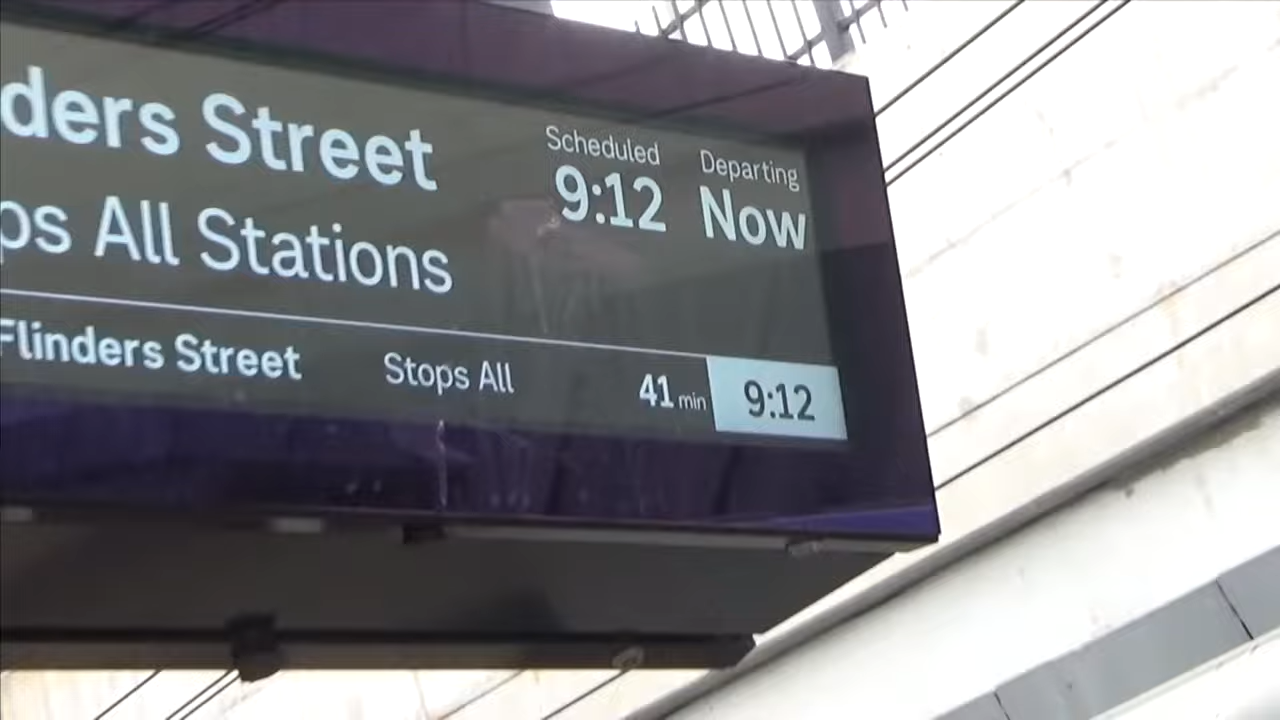 ders Street
Scheduled Departing
9:12 Now
ps All Stations
Flinders Street Stops All 41 min 9:12